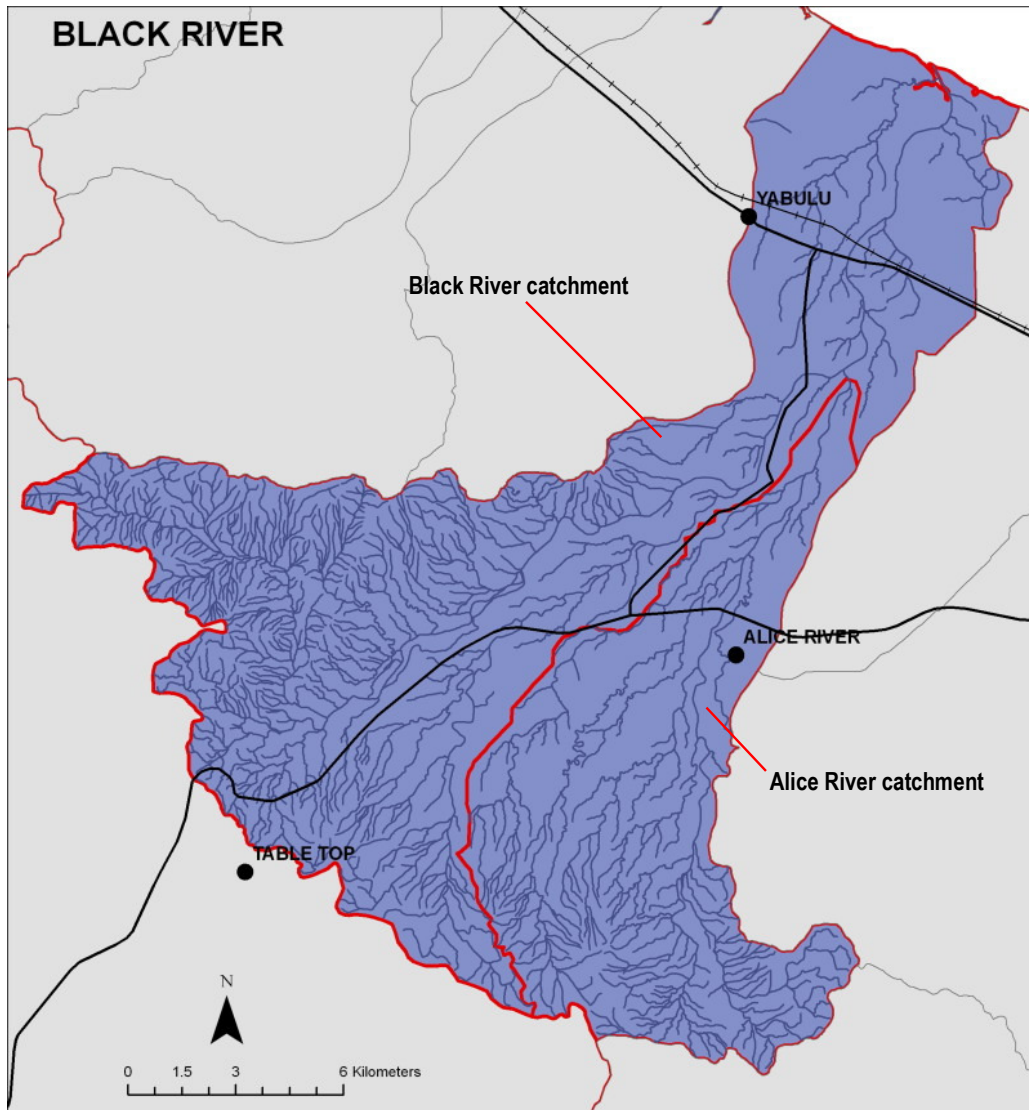 BLACK RIVER
YABULU
Black River catchment
ALICE RIVER
Alice River catchment
TABLE TOP
N
0 1.5 3 6 Kilometers